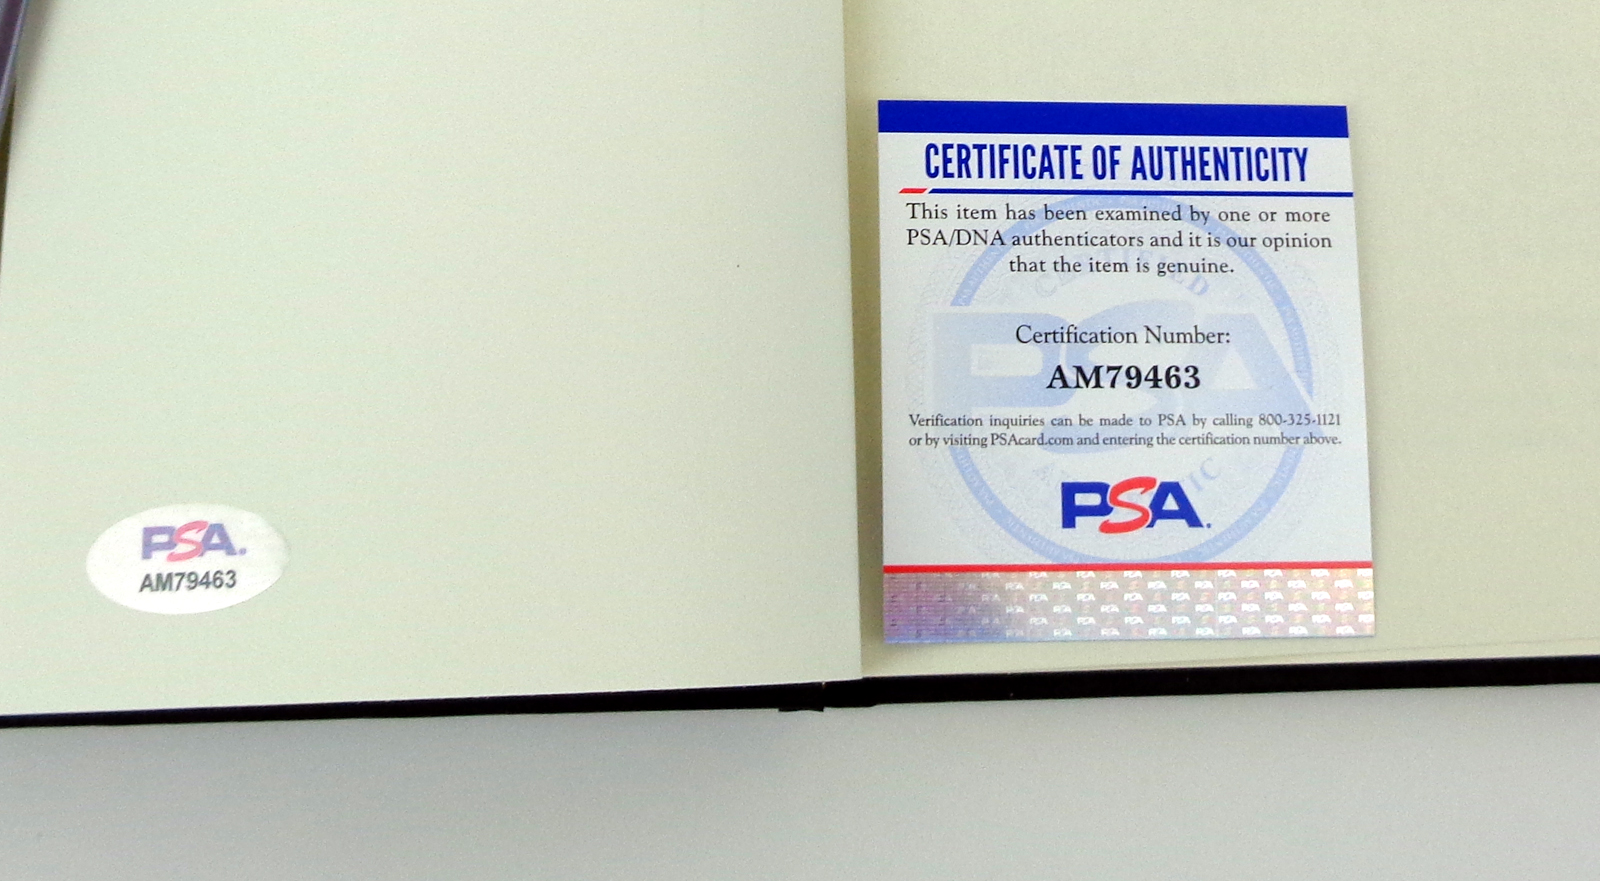 PSA.
AM79463
CERTIFICATE OF AUTHENTICITY
This item has been examined by one or more
PSA/DNA authenticators and it is our opinion
that the item is genuine.
Certification Number:
AM79463
Verification inquiries can be made to PSA by calling 800-325-1121
or by visiting PSAcard.com and entering the certification number above.
PSA.